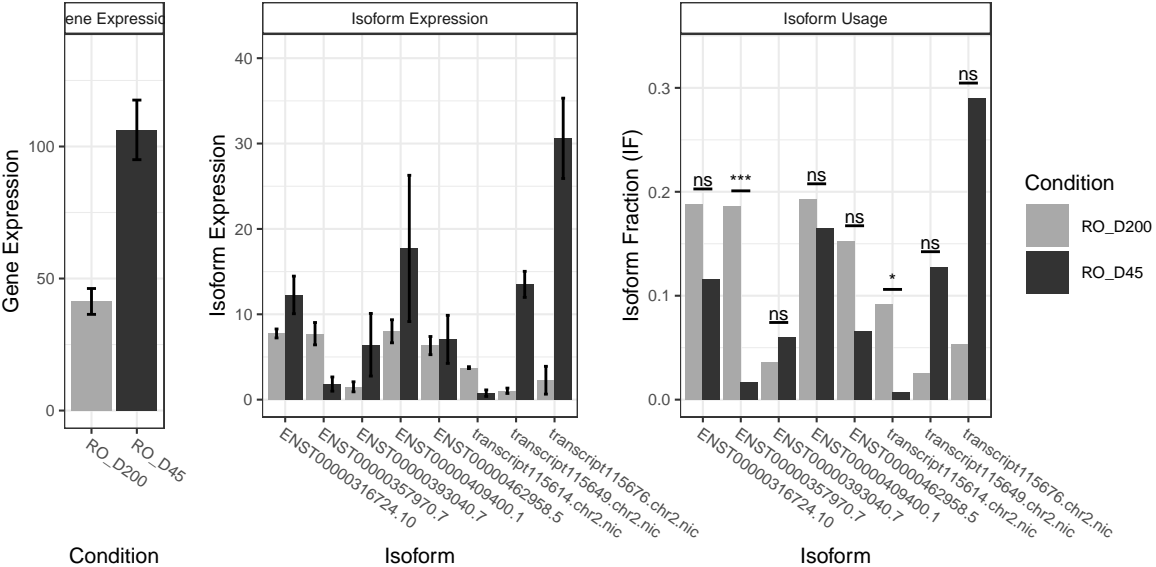 ene Expressio
Isoform Expression
Isoform Usage
Gene Expression
100
50
0
RO_D200
RO_D45
Condition
Isoform Expression
40
30
20
10
0
ENST00000316724.10
ENST00000357970.7
ENST00000393040.7
ENST00000409400.1
ENST00000462958.5
transcript115614.chr2.nic
transcript115649.chr2.nic
transcript115676.chr2.nic
Isoform
Isoform Fraction (IF)
0.3
0.2
0.1
0.0
ns
***
ns
ns
ns
*
ns
ns
ENST00000316724.10
ENST00000357970.7
ENST00000393040.7
ENST00000409400.1
ENST00000462958.5
transcript115614.chr2.nic
transcript115649.chr2.nic
transcript115676.chr2.nic
Isoform
Condition
RO_D200
RO_D45